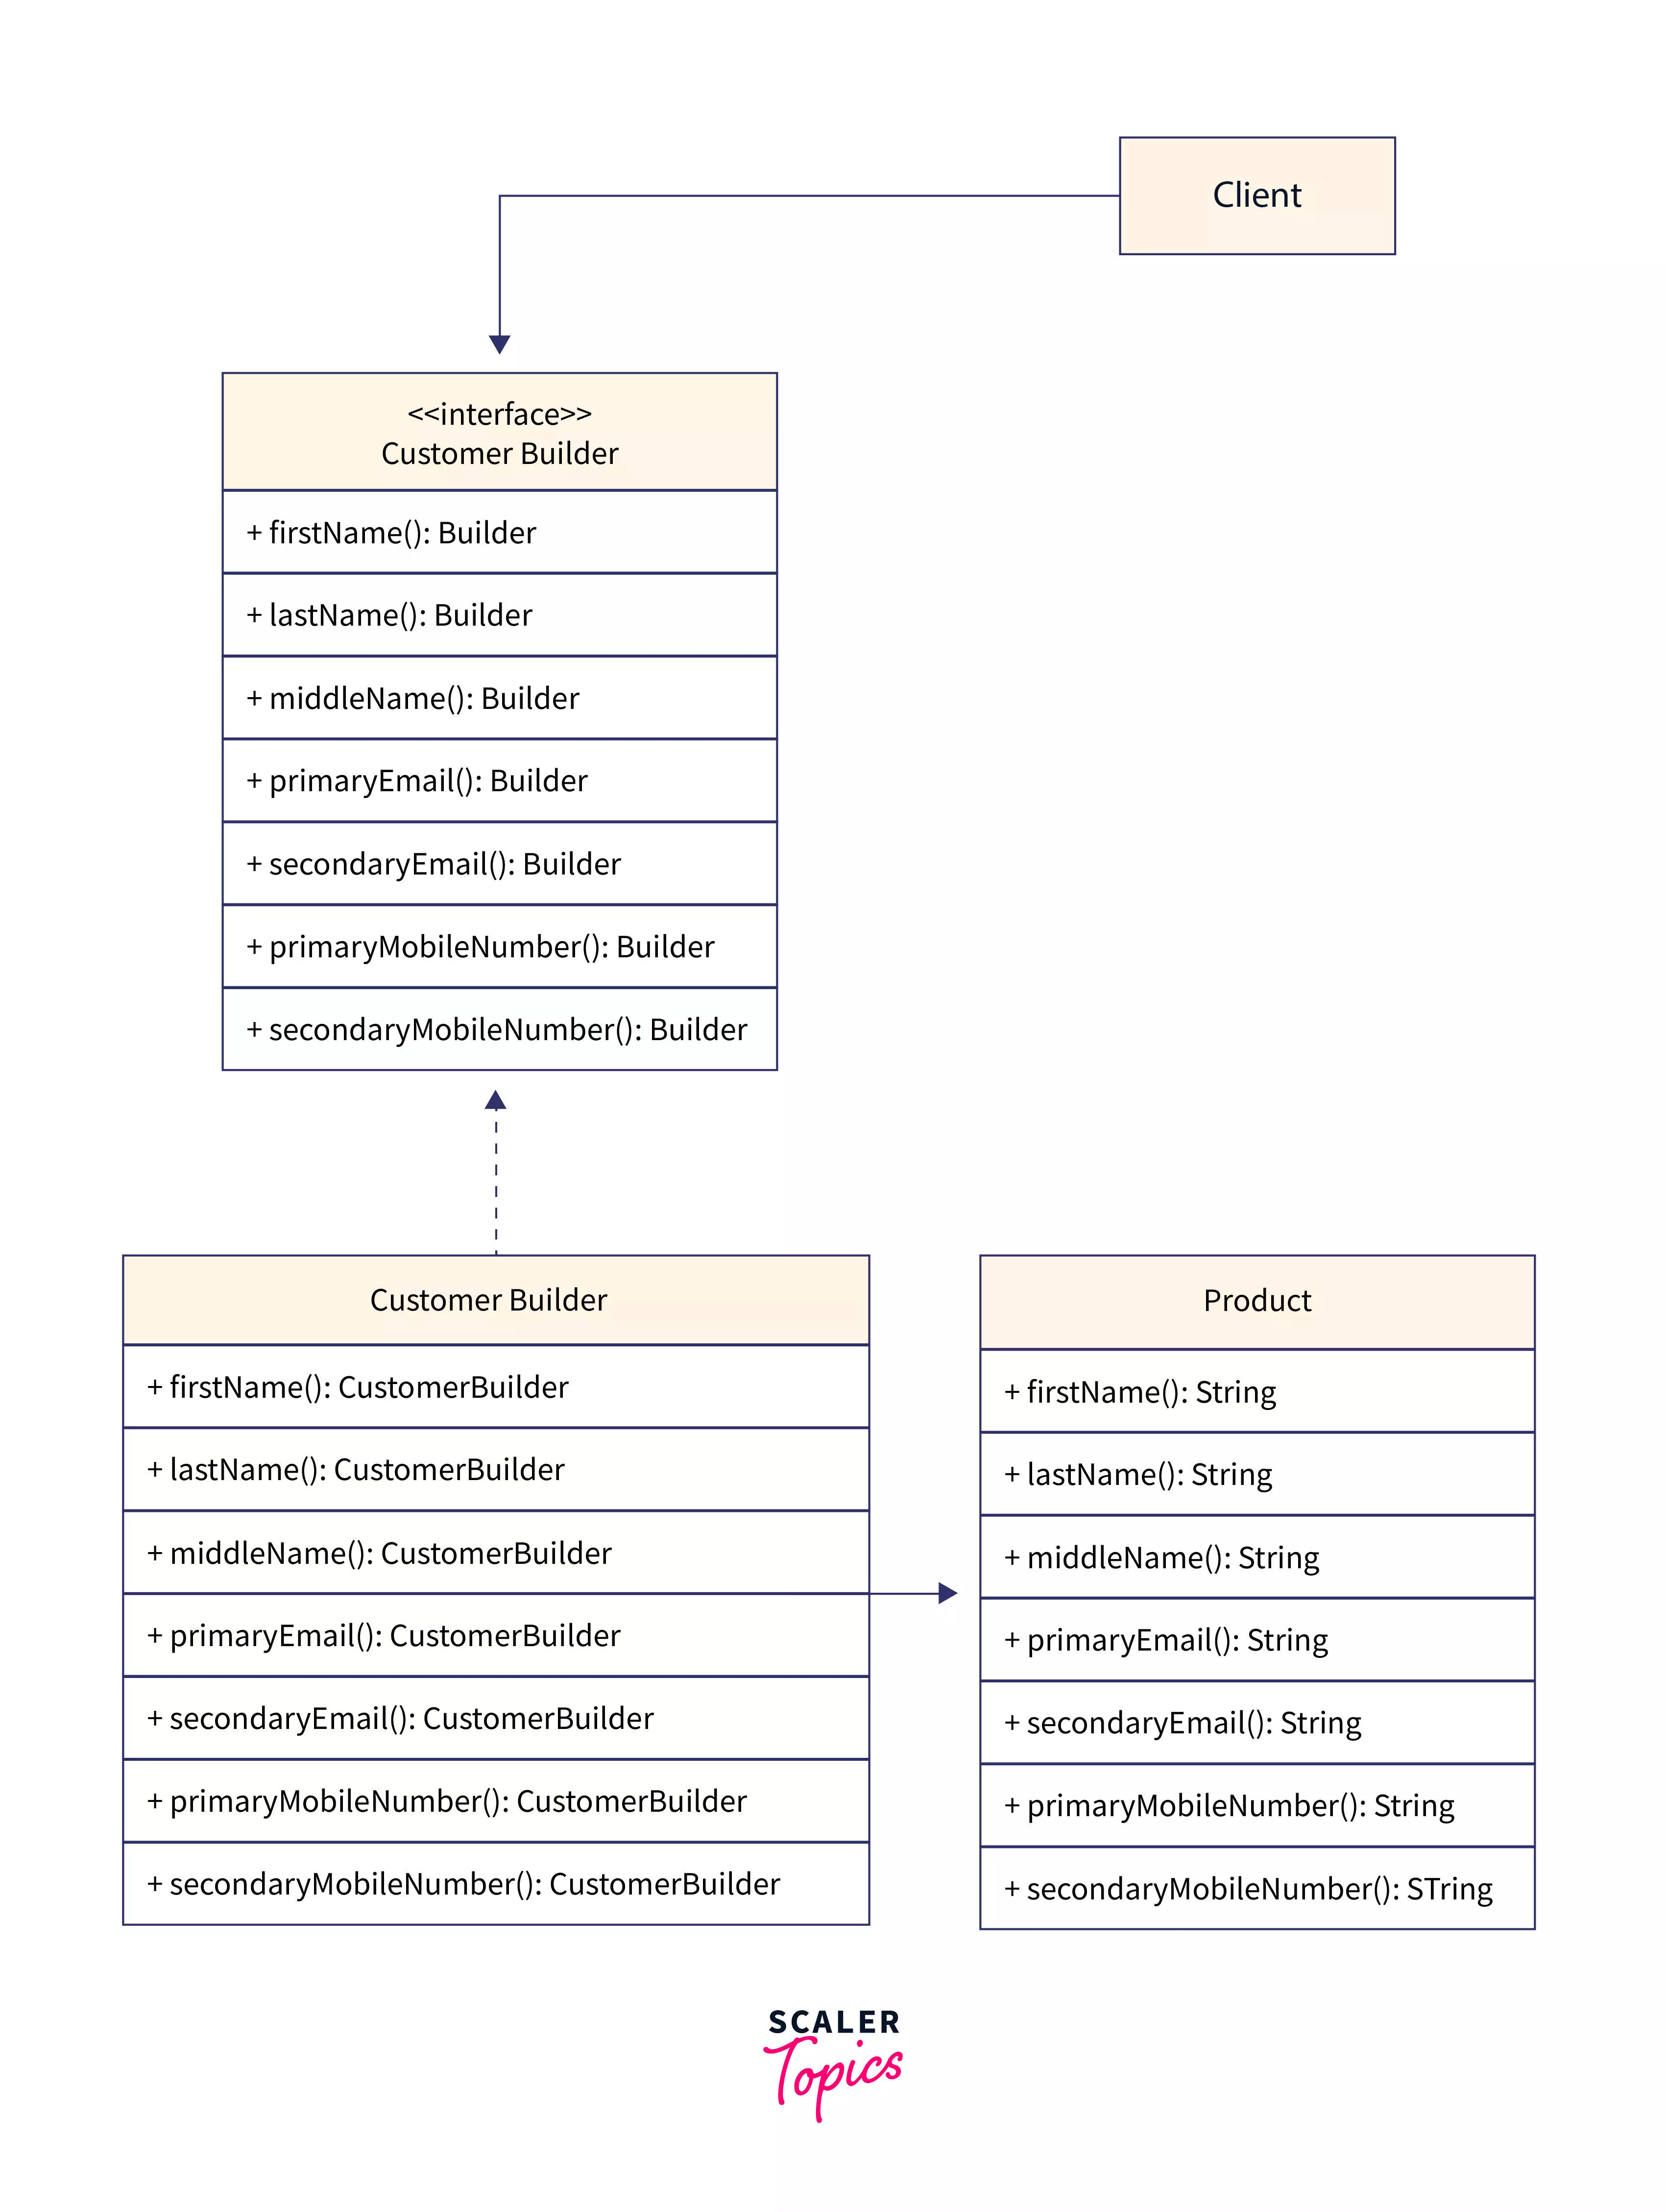 Client
<<interface>>
Customer Builder
+ firstName(): Builder
+ lastName(): Builder
+ middleName(): Builder
+ primaryEmail(): Builder
+ secondaryEmail(): Builder
+ primaryMobileNumber(): Builder
+ secondaryMobileNumber(): Builder
Customer Builder
+ firstName(): CustomerBuilder
+ lastName(): CustomerBuilder
+ middleName(): CustomerBuilder
+ primaryEmail(): CustomerBuilder
+ secondaryEmail(): CustomerBuilder
+ primaryMobileNumber(): CustomerBuilder
+ secondaryMobileNumber(): CustomerBuilder
Product
+ firstName(): String
+ lastName(): String
+ middleName(): String
+ primaryEmail(): String
+ secondaryEmail(): String
+ primaryMobileNumber(): String
+ secondaryMobileNumber(): STring
SCALER
Topics